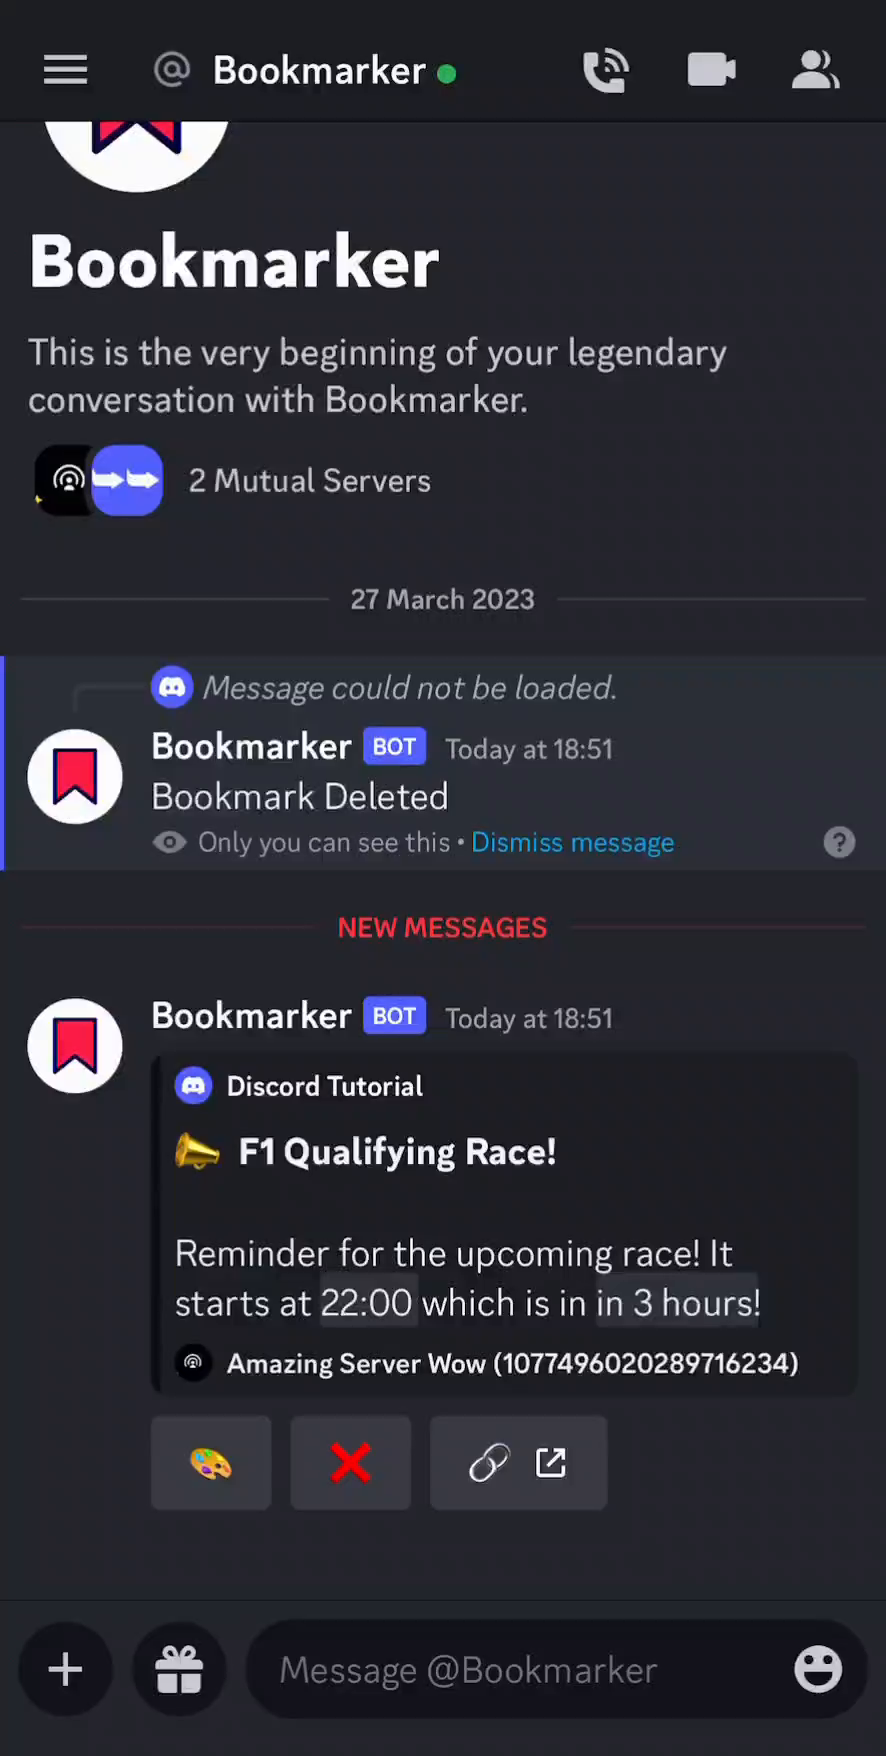 @ Bookmarker
Bookmarker
This is the very beginning of your legendary
conversation with Bookmarker.
2 Mutual Servers
27 March 2023
Message could not be loaded.
Bookmarker BOT Today at 18:51
Bookmark Deleted
Only you can see this • Dismiss message ?
NEW MESSAGES
Bookmarker BOT Today at 18:51
Discord Tutorial
F1 Qualifying Race!
Reminder for the upcoming race! It
starts at 22:00 which is in in 3 hours!
Amazing Server Wow (1077496020289716234)
Message @Bookmarker